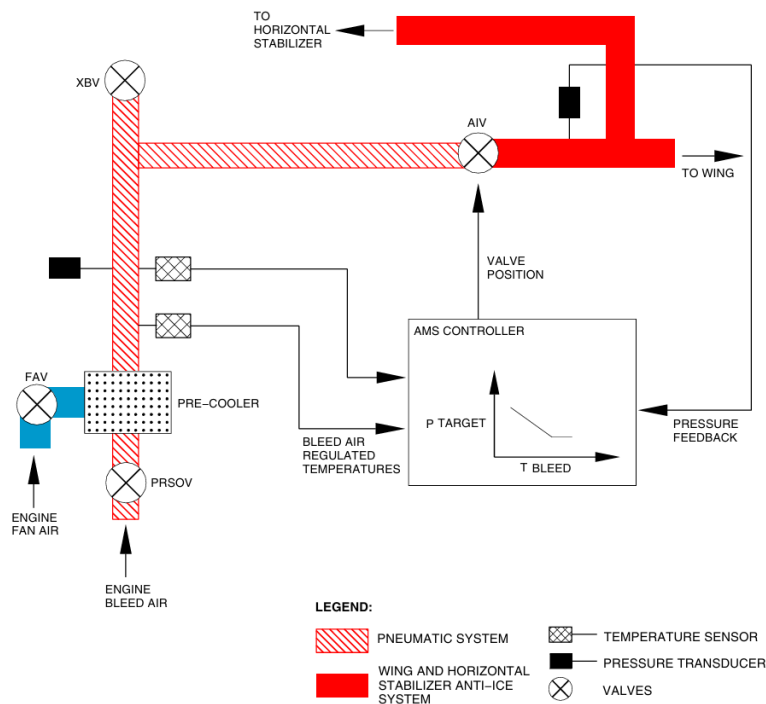 TO
HORIZONTAL
STABILIZER
XBV
AIV
TO WING
VALVE
POSITION
AMS CONTROLLER
FAV
PRE-COOLER
P TARGET
T BLEED
PRESSURE
FEEDBACK
BLEED AIR
REGULATED
TEMPERATURES
PRSOV
ENGINE
FAN AIR
ENGINE
BLEED AIR
LEGEND:
PNEUMATIC SYSTEM
WING AND HORIZONTAL
STABILIZER ANTI-ICE
SYSTEM
TEMPERATURE SENSOR
PRESSURE TRANSDUCER
VALVES